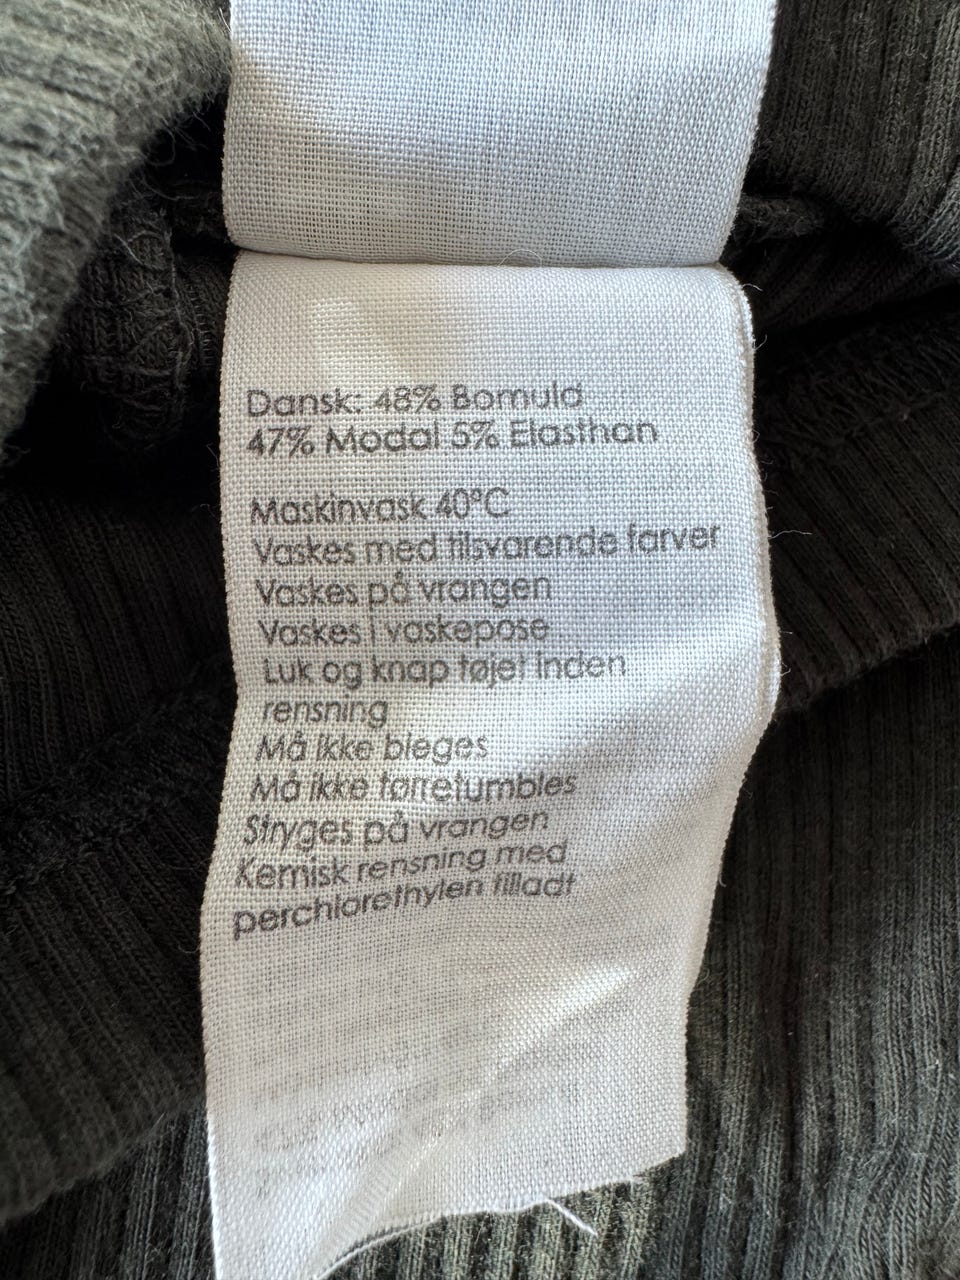 Dansk: 48% Bomuld
47% Modal 5% Elasthan
Maskinvask 40°C
Vaskes med tilsvarende farver
Vaskes på vrangen
Vaskes i vaskepose
Luk og knap tøjet inden
rensning
Må ikke bleges
Må ikke tørretumbles
Stryges på vrangen
Kemisk rensning med
perchlorethylen tilladt